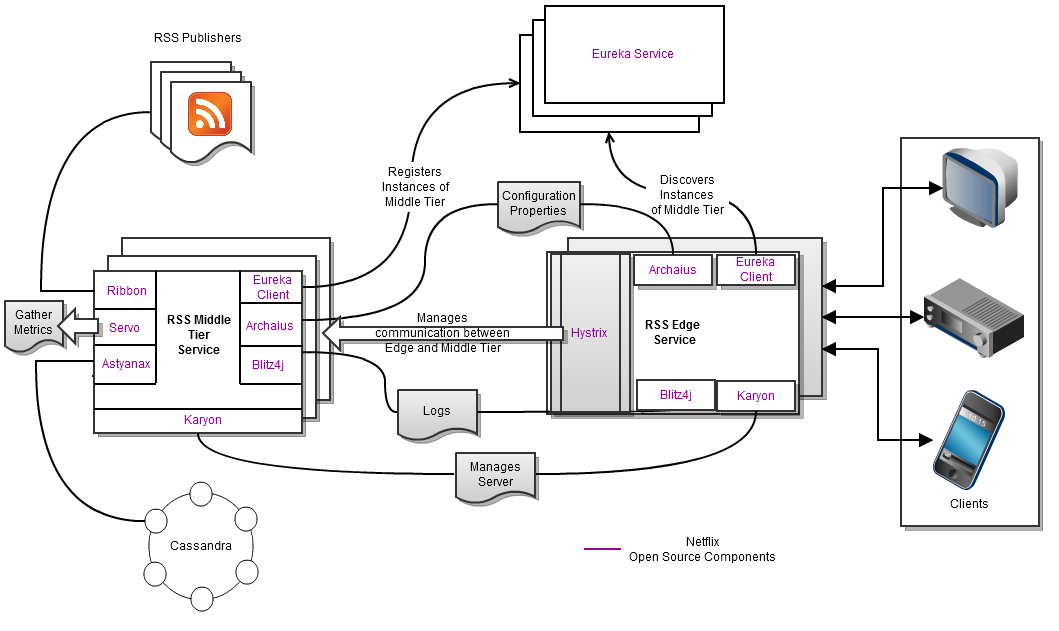 RSS Publishers
Eureka Service
Registers
Instances of
Middle Tier
Configuration
Properties
Discovers
Instances
of Middle Tier
Ribbon
Servo
Astyanax
RSS Middle
Tier
Service
Eureka
Client
Archaius
Blitz4j
Karyon
Gather
Metrics
Manages
communication between
Edge and Middle Tier
Hystrix
Archaius
Eureka
Client
RSS Edge
Service
Blitz4j
Karyon
Logs
Manages
Server
Cassandra
10.15
Clients
Netflix
Open Source Components